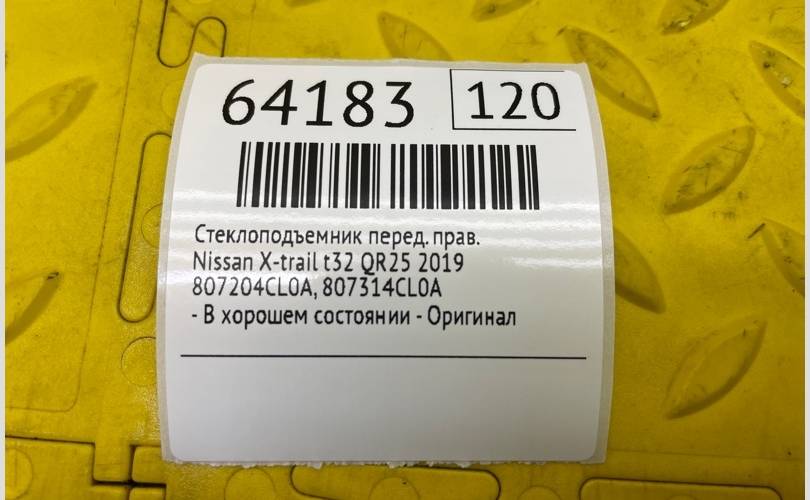 64183 120
Стеклоподъемник перед. прав.
Nissan X-trail t32 QR25 2019
807204CL0A, 807314CL0A
- В хорошем состоянии - Оригинал